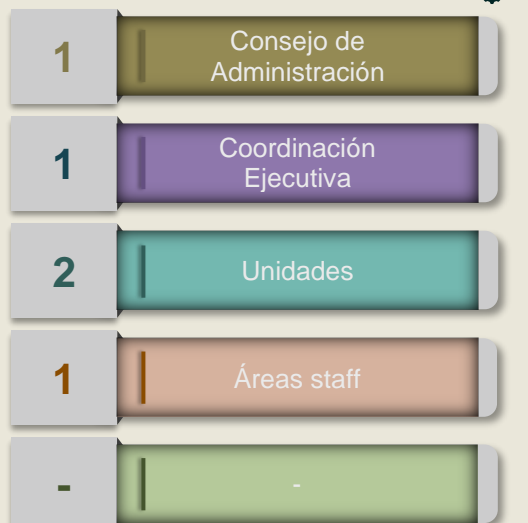 1
Consejo de
Administración
1
Coordinación
Ejecutiva
2
Unidades
1
Áreas staff
-
-